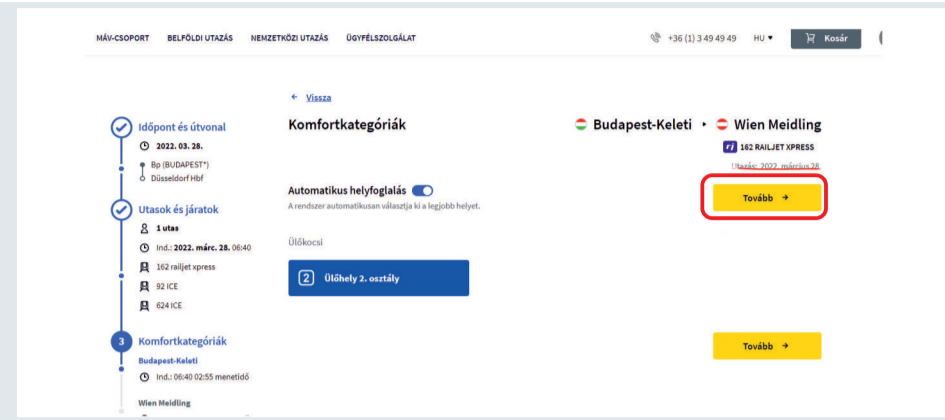 MÁV-CSOPORT BELFÖLDI UTAZÁS NEMZETKÖZI UTAZÁS ÜGYFÉLSZOLGÁLAT +36 (1) 3 49 49 49 HU Kosár
← Vissza
Időpont és útvonal
2022. 03. 28.
Bp (BUDAPEST*)
Düsseldorf Hbf
Utasok és járatok
1 utas
Ind.: 2022. márc. 28. 06:40
162 railjet xpress
92 ICE
624 ICE
3 Komfortkategóriák
Budapest-Keleti
Ind.: 06:40 02:55 menetidő
Wien Meidling
Komfortkategóriák
Budapest-Keleti Wien Meidling
rj 162 RAILJET XPRESS
Utazás: 2022. március 28.
Automatikus helyfoglalás
A rendszer automatikusan választja ki a legjobb helyet.
Tovább →
Ülőkocsi
2 Ülőhely 2. osztály
Tovább →